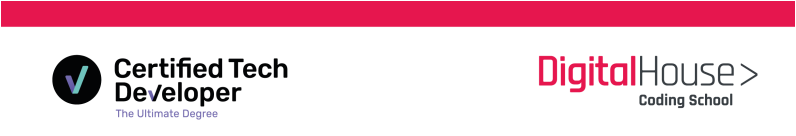 Certified Tech
Developer
The Ultimate Degree
DigitalHouse>
Coding School